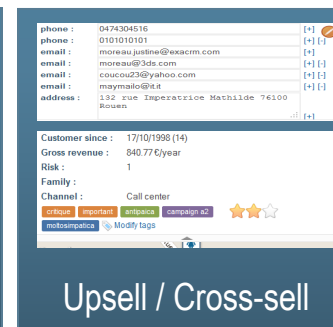 phone : 0474304516 [+]
phone : 0101010101 [+] [-]
email : moreau.justine@exacrm.com [+]
email : moreau@3ds.com [+] [-]
email : coucou23@yahoo.com [+] [-]
email : maymailo@it.it [+] [-]
address : 132 rue Imperatrice Mathilde 76100
Rouen
[+]
Customer since : 17/10/1998 (14)
Gross revenue : 840.77€/year
Risk : 1
Family :
Channel : Call center
critique important antipaica campaign a2
motosimpatica Modify tags
Upsell / Cross-sell